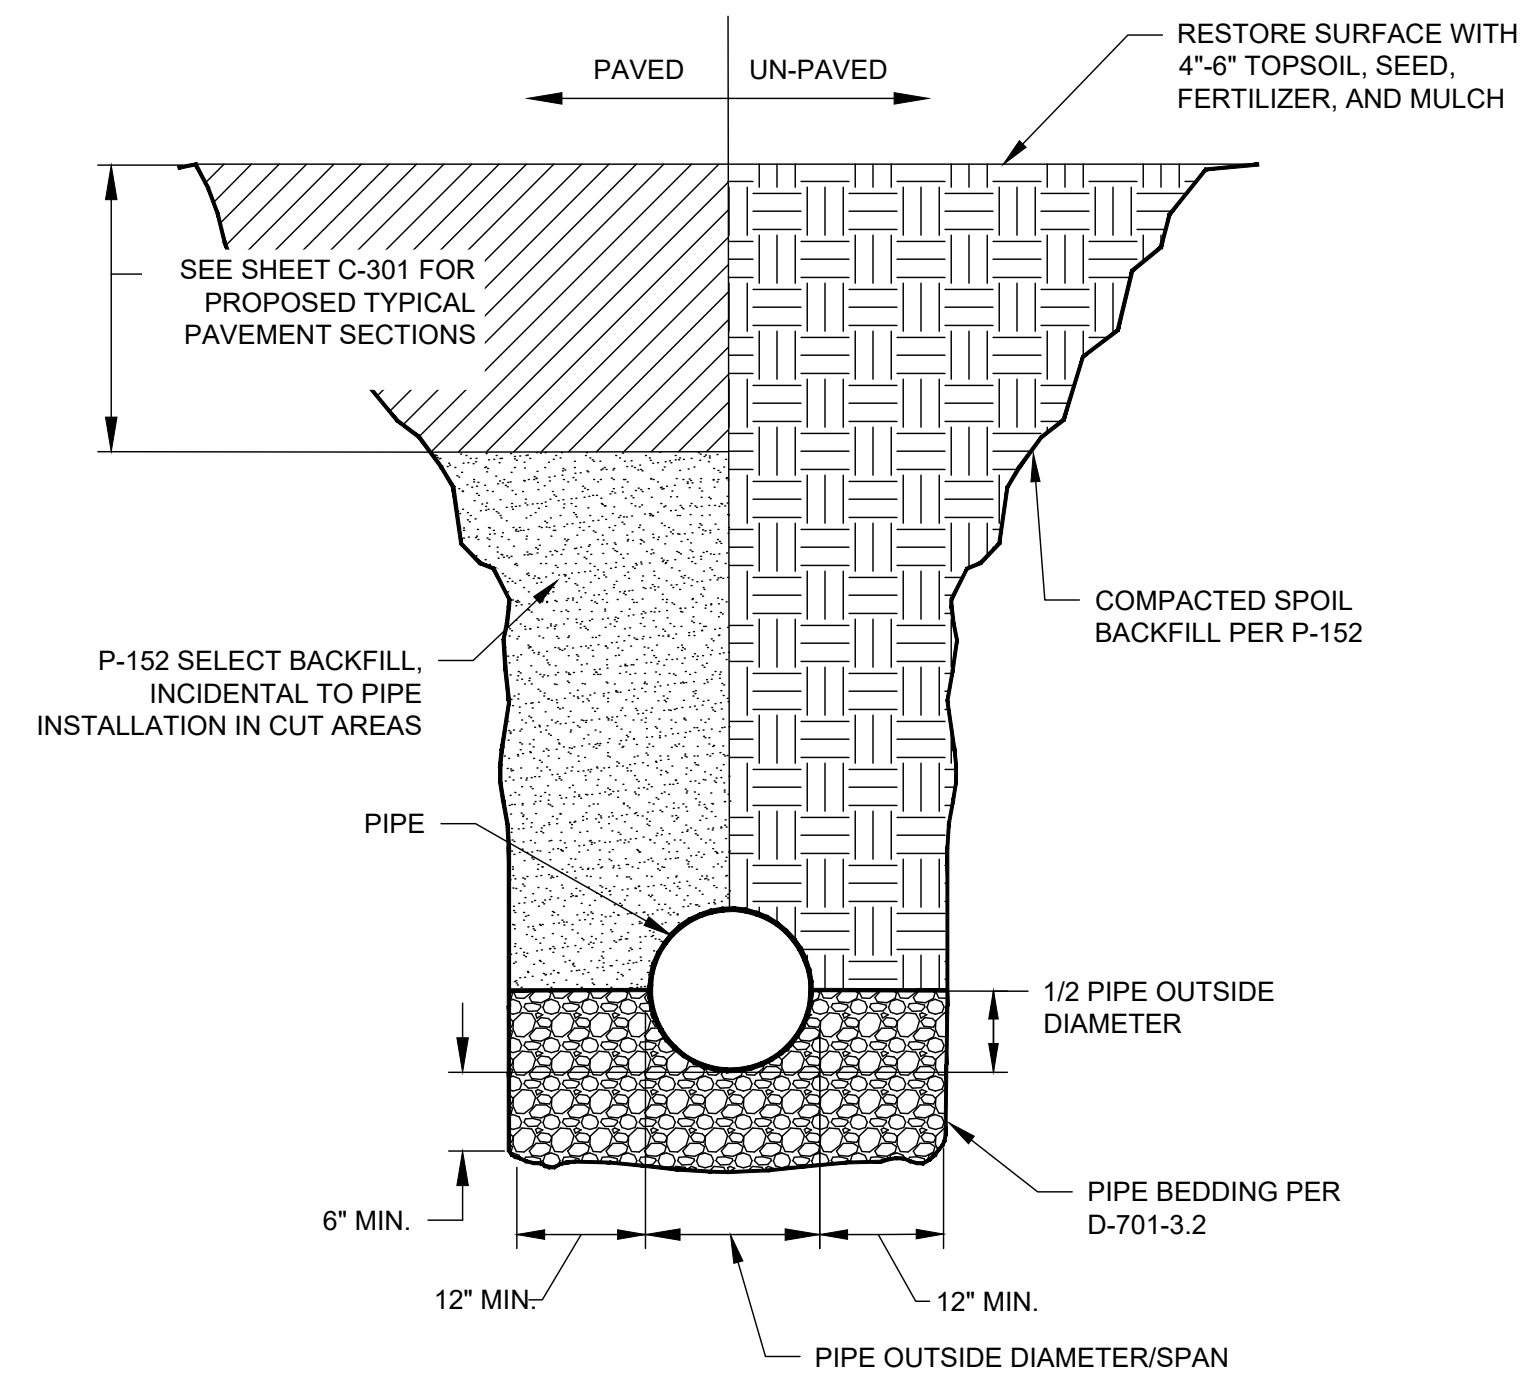 RESTORE SURFACE WITH
4"-6" TOPSOIL, SEED,
FERTILIZER, AND MULCH
PAVED
UN-PAVED
SEE SHEET C-301 FOR
PROPOSED TYPICAL
PAVEMENT SECTIONS
COMPACTED SPOIL
BACKFILL PER P-152
P-152 SELECT BACKFILL,
INCIDENTAL TO PIPE
INSTALLATION IN CUT AREAS
PIPE
1/2 PIPE OUTSIDE
DIAMETER
PIPE BEDDING PER
D-701-3.2
6" MIN.
12" MIN.
12" MIN.
PIPE OUTSIDE DIAMETER/SPAN